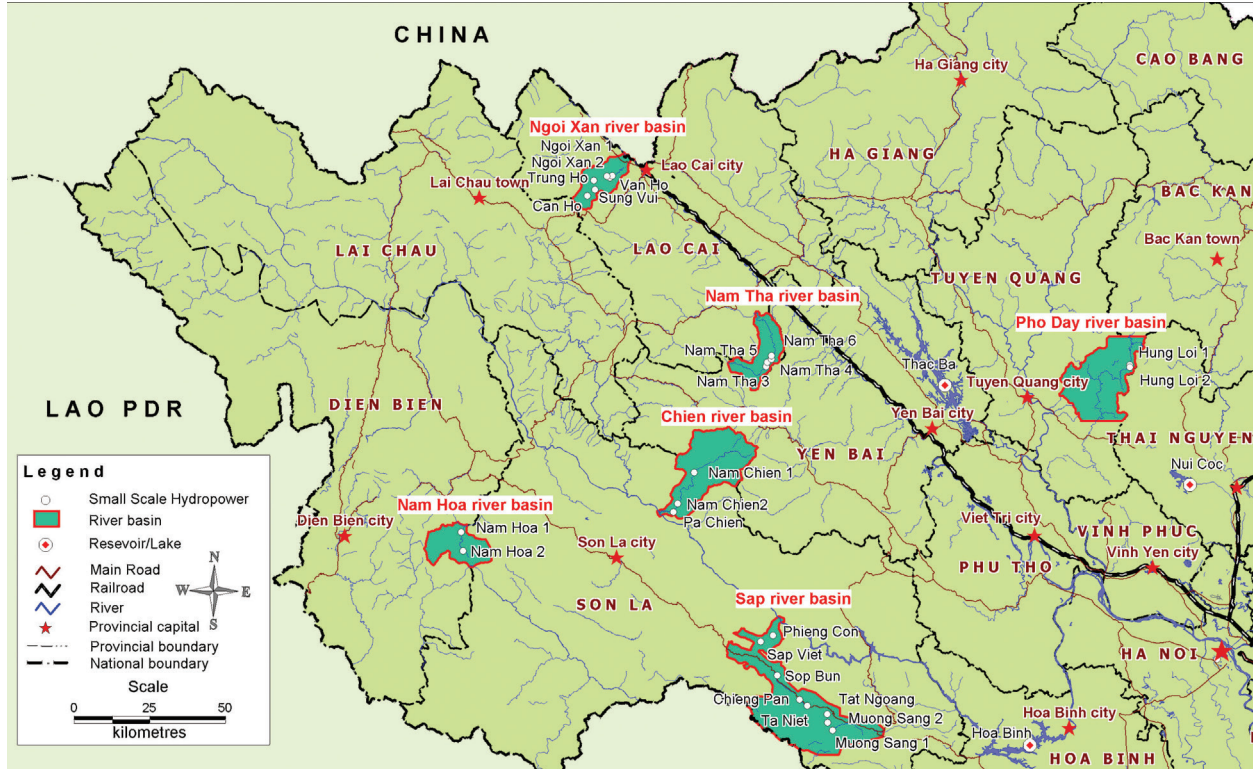 CHINA
Ha Giang city
CAO BANG
Ngoi Xan river basin
Ngoi Xan 1
HA GIANG
Ngoi Xan 2
Lao Cai city
Trung Ho
Van Ho
Lai Chau town
Sung Vui
Can Ho
BAC KAN
LAI CHAU
LAO CAI
Bac Kan town
TUYEN QUANG
Nam Tha river basin
Pho Day river basin
Nam Tha 6
Nam Tha 5
Hung Loi 1
Nam Tha 4
Thac Ba
Nam Tha 3
Hung Loi 2
Tuyen Quang city
LAO PDR
DIEN BIEN
Chien river basin
Yen Bai city
THAI NGUYEN
YEN BAI
Nui Coc
Nam Chien 1
Nam Hoa river basin
Nam Chien2
Pa Chien
Viet Tri city
Dien Bien city
Nam Hoa 1
VINH PHUC
Nam Hoa 2
Son La city
Vinh Yen city
PHU THO
SON LA
Sap river basin
Phieng Con
Sap Viet
HA NOI
Sop Bun
Chieng Pan
Tat Ngoang
Ta Niet
Muong Sang 2
Hoa Binh city
Muong Sang 1
Hoa Binh
HOA BINH
Legend
Small Scale Hydropower
River basin
Resevoir/Lake
Main Road
Railroad
River
Provincial capital
Provincial boundary
National boundary
N
W
E
S
Scale
0 25 50
kilometres